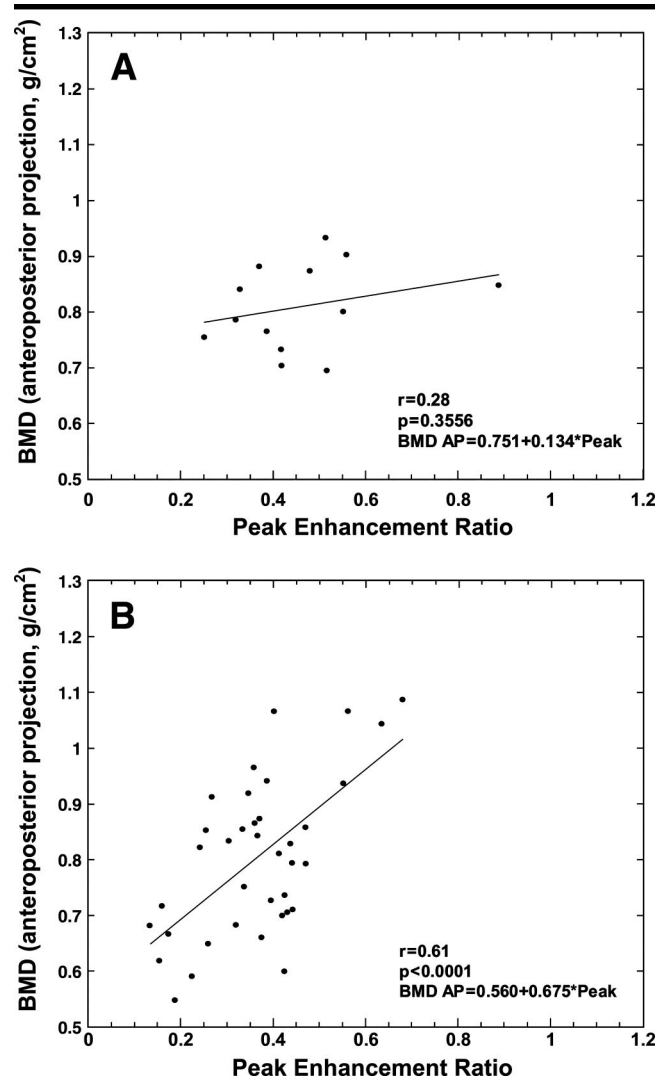 A
BMD (anteroposterior projection, g/cm²)
1.3
1.2
1.1
1
0.9
0.8
0.7
0.6
0.5
r=0.28
p=0.3556
BMD AP=0.751+0.134*Peak
0 0.2 0.4 0.6 0.8 1 1.2
Peak Enhancement Ratio
B
BMD (anteroposterior projection, g/cm²)
1.3
1.2
1.1
1
0.9
0.8
0.7
0.6
0.5
r=0.61
p<0.0001
BMD AP=0.560+0.675*Peak
0 0.2 0.4 0.6 0.8 1 1.2
Peak Enhancement Ratio